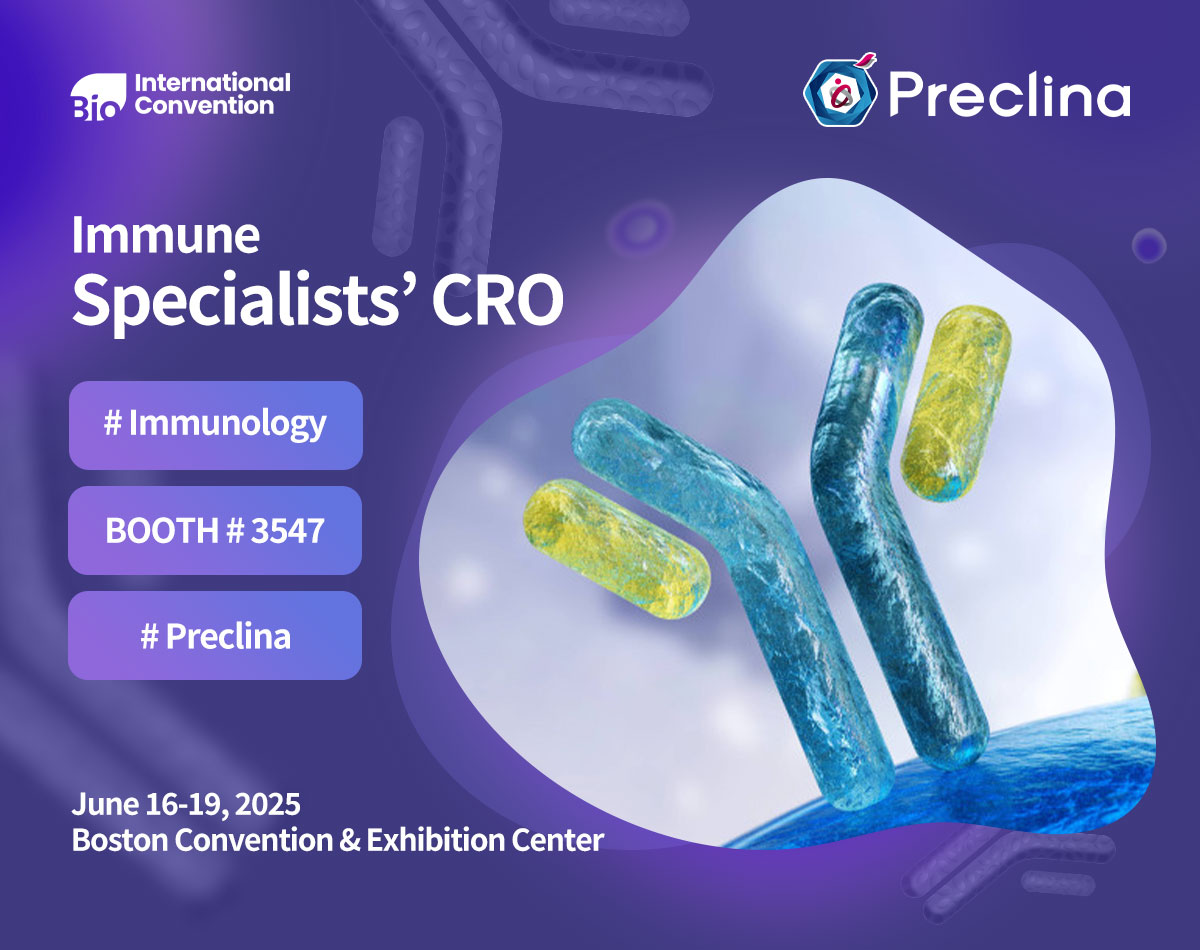 Bio
International
Convention
Preclina
Immune
Specialists’ CRO
# Immunology
BOOTH # 3547
# Preclina
June 16-19, 2025
Boston Convention & Exhibition Center